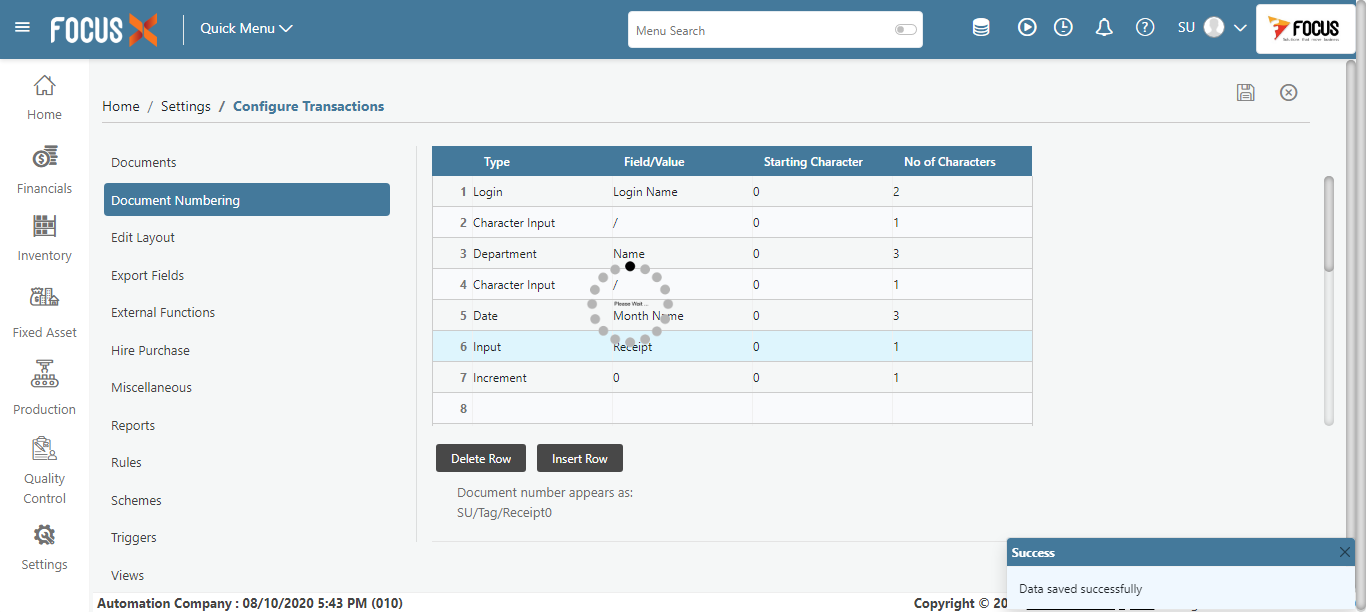 FOCUS X
Quick Menu
Menu Search
SU
FOCUS
Home
Financials
Inventory
Fixed Asset
Production
Quality
Control
Settings
Home / Settings / Configure Transactions
Documents
Document Numbering
Edit Layout
Export Fields
External Functions
Hire Purchase
Miscellaneous
Reports
Rules
Schemes
Triggers
Views
Type Field/Value Starting Character No of Characters
1 Login Login Name 0 2
2 Character Input / 0 1
3 Department Name 0 3
4 Character Input / 0 1
Please Wait ...
5 Date Month Name 0 3
6 Input Receipt 0 1
7 Increment 0 0 1
8
Delete Row Insert Row
Document number appears as:
SU/Tag/Receipt0
Success
Data saved successfully
Automation Company : 08/10/2020 5:43 PM (010)
Copyright © 20